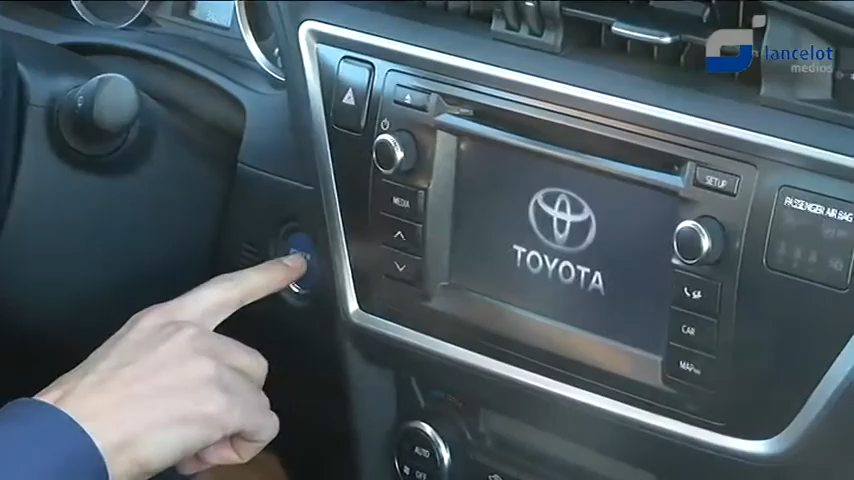 lancelot
medios
SETUP
PASSENGER AIR BAG
MEDIA
TOYOTA
CAR
MAP
AUTO
OFF